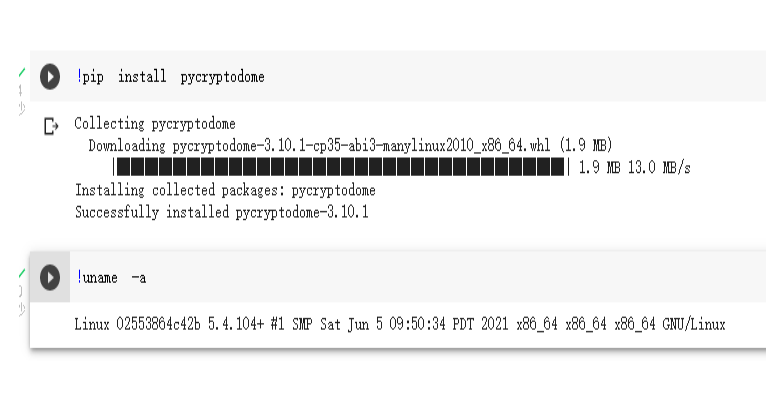 !pip install pycryptodome
Collecting pycryptodome
Downloading pycryptodome-3.10.1-cp35-abi3-manylinux2010_x86_64.whl (1.9 MB)
1.9 MB 13.0 MB/s
Installing collected packages: pycryptodome
Successfully installed pycryptodome-3.10.1
!uname -a
Linux 02553864c42b 5.4.104+ #1 SMP Sat Jun 5 09:50:34 PDT 2021 x86_64 x86_64 x86_64 GNU/Linux